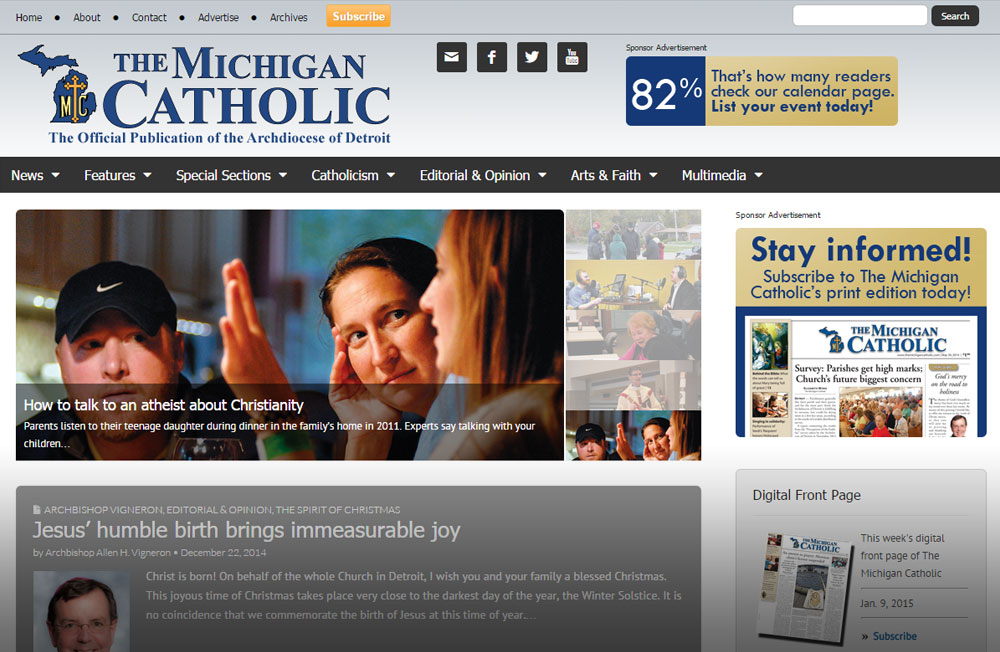 Home • About • Contact • Advertise • Archives Subscribe Search
THE MICHIGAN
CATHOLIC
MC
The Official Publication of the Archdiocese of Detroit
You
Tube
Sponsor Advertisement
82%
That's how many readers
check our calendar page.
List your event today!
News Features Special Sections Catholicism Editorial & Opinion Arts & Faith Multimedia
How to talk to an atheist about Christianity
Parents listen to their teenage daughter during dinner in the family's home in 2011. Experts say talking with your
children...
Sponsor Advertisement
Stay informed!
Subscribe to The Michigan
Catholic's print edition today!
THE MICHIGAN
CATHOLIC
Survey: Parishes get high marks;
Church's future biggest concern
God's mercy
on the road to
holiness
ARCHBISHOP VIGNERON, EDITORIAL & OPINION, THE SPIRIT OF CHRISTMAS
Jesus' humble birth brings immeasurable joy
by Archbishop Allen H. Vigneron • December 22, 2014
Christ is born! On behalf of the whole Church in Detroit, I wish you and your family a blessed Christmas.
This joyous time of Christmas takes place very close to the darkest day of the year, the Winter Solstice. It is
no coincidence that we commemorate the birth of Jesus at this time of year....
Digital Front Page
MICHIGAN
CATHOLIC
This week's digital
front page of The
Michigan Catholic
Jan. 9, 2015
» Subscribe